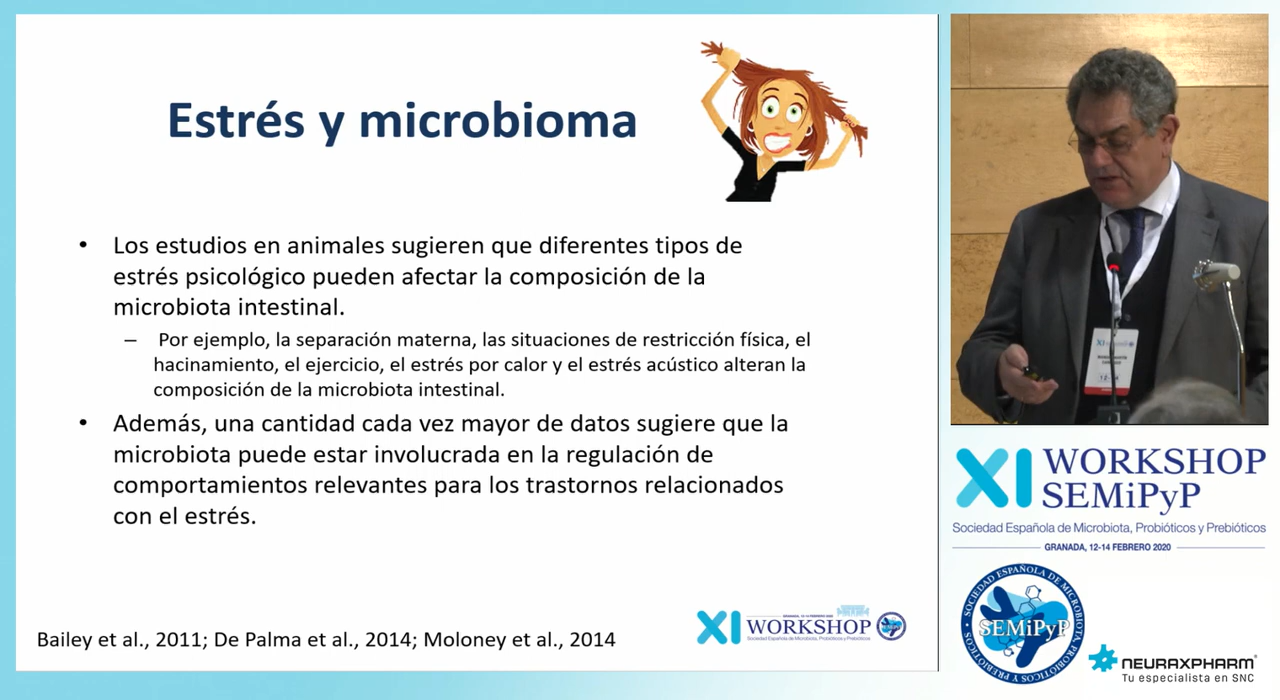 Estrés y microbioma
• Los estudios en animales sugieren que diferentes tipos de
estrés psicológico pueden afectar la composición de la
microbiota intestinal.
– Por ejemplo, la separación materna, las situaciones de restricción física, el
hacinamiento, el ejercicio, el estrés por calor y el estrés acústico alteran la
composición de la microbiota intestinal.
• Además, una cantidad cada vez mayor de datos sugiere que la
microbiota puede estar involucrada en la regulación de
comportamientos relevantes para los trastornos relacionados
con el estrés.
Bailey et al., 2011; De Palma et al., 2014; Moloney et al., 2014
XI WORKSHOP
Sociedad Española de Microbiota, Probióticos y Prebióticos
XI WORKSHOP
SEMiPyP
Sociedad Española de Microbiota, Probióticos y Prebióticos
GRANADA, 12-14 FEBRERO 2020
SOCIEDAD ESPAÑOLA DE MICROBIOTA, PROBIÓTICOS Y PREBIÓTICOS
SEMiPyP
NEURAXPHARM®
Tu especialista en SNC